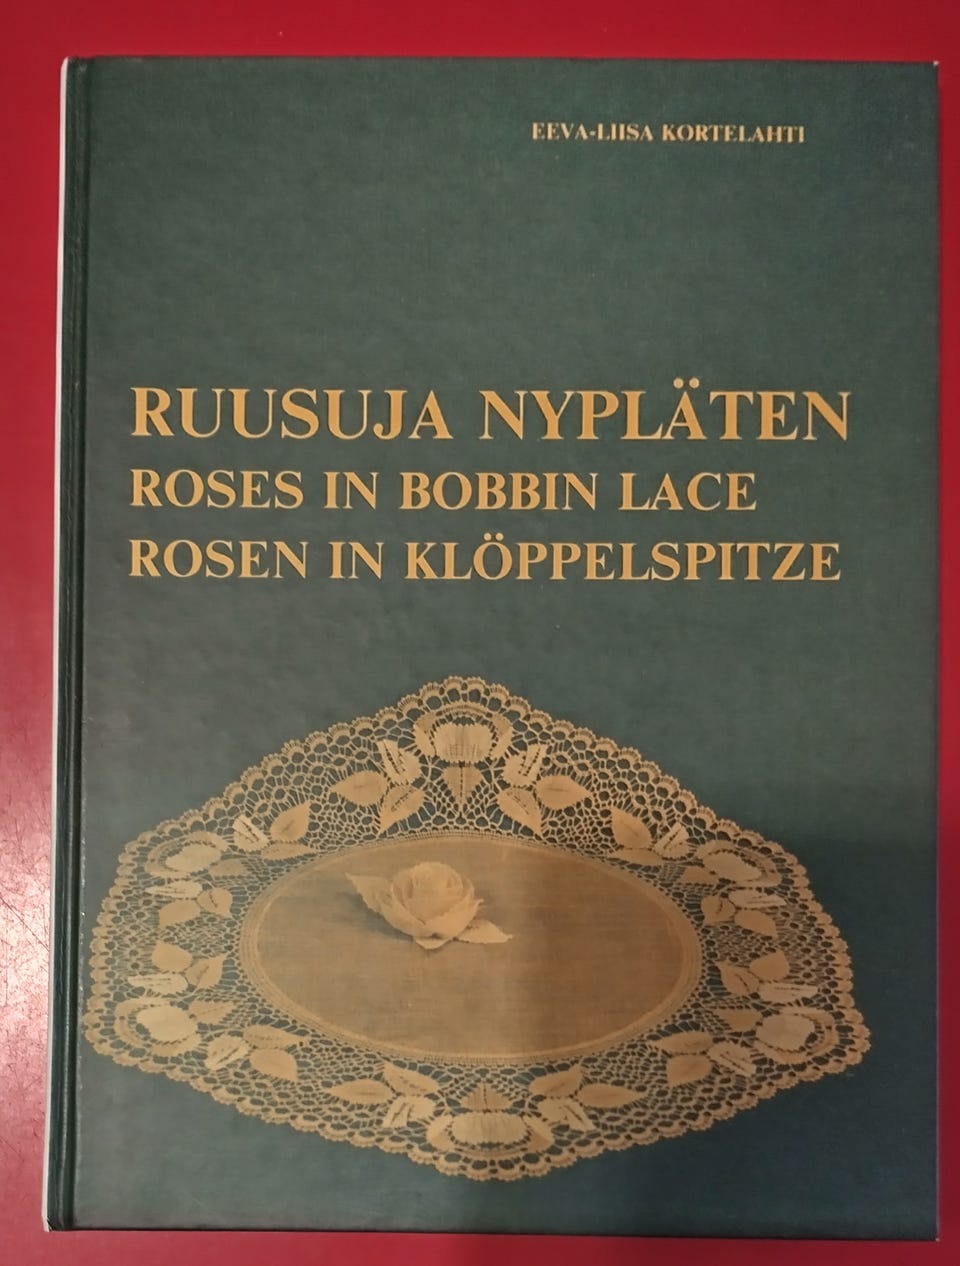 EEVA-LIISA KORTELAHTI
RUUSUJA NYPLÄTEN
ROSES IN BOBBIN LACE
ROSEN IN KLÖPPELSPITZE